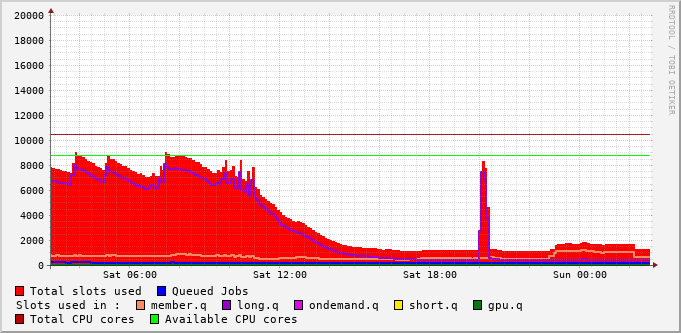 RRDTOOL / TOBI OETIKER
20000
18000
16000
14000
12000
10000
8000
6000
4000
2000
0
Sat 06:00 Sat 12:00 Sat 18:00 Sun 00:00
Total slots used Queued Jobs
Slots used in : member.q long.q ondemand.q short.q gpu.q
Total CPU cores Available CPU cores